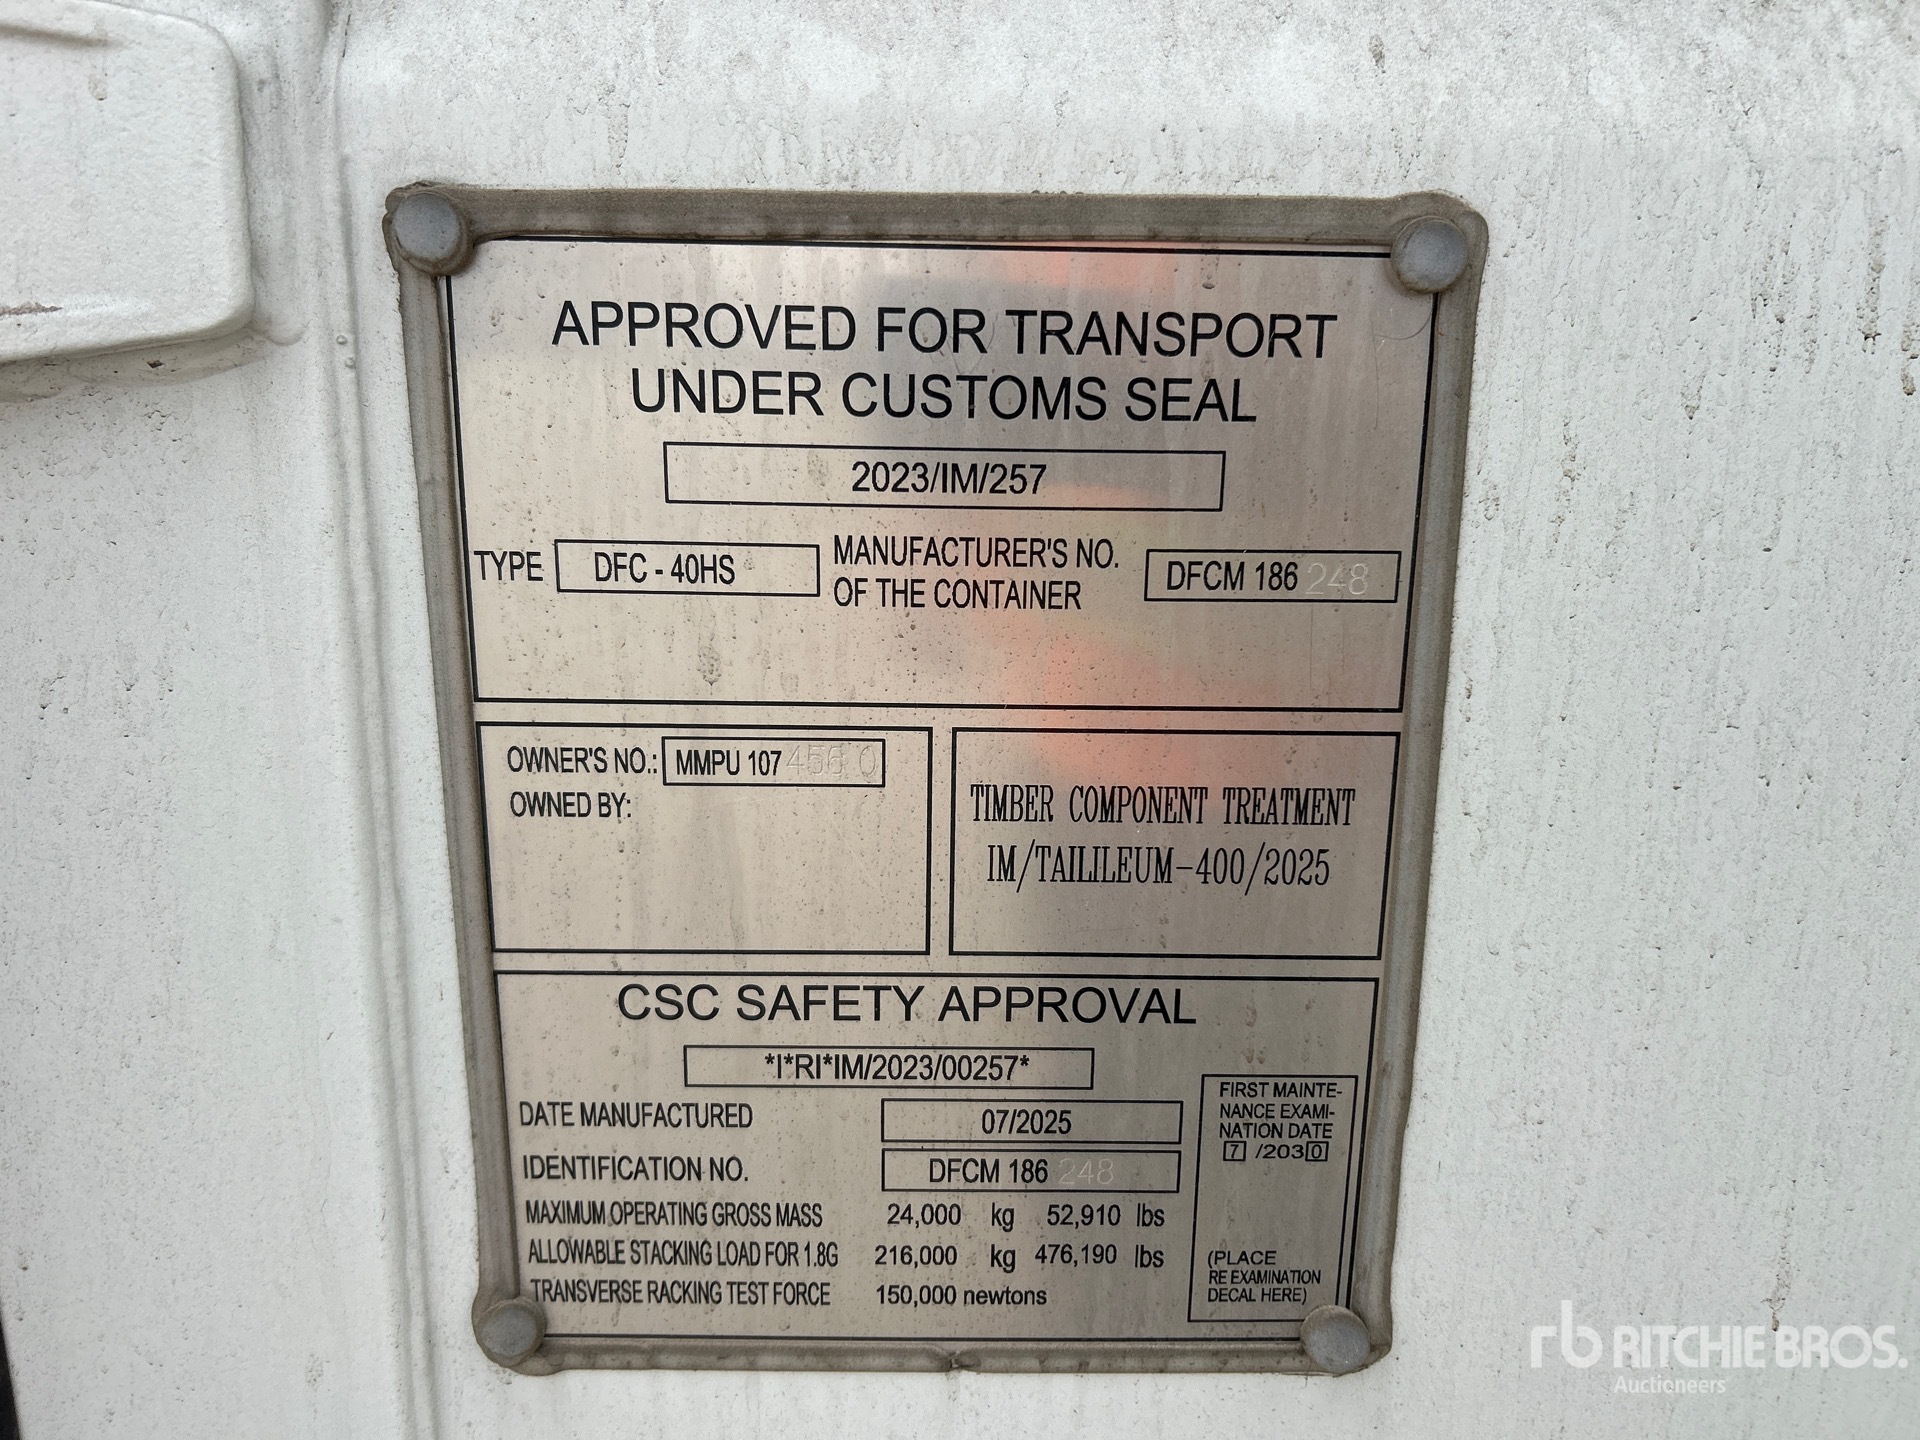 APPROVED FOR TRANSPORT
UNDER CUSTOMS SEAL
2023/IM/257
TYPE DFC - 40HS MANUFACTURER'S NO. OF THE CONTAINER DFCM 186 248
OWNER'S NO.: MMPU 107 456 0
OWNED BY:
TIMBER COMPONENT TREATMENT
IM/TAILILEUM-400/2025
CSC SAFETY APPROVAL
*I*RI*IM/2023/00257*
DATE MANUFACTURED 07/2025
IDENTIFICATION NO. DFCM 186 248
MAXIMUM OPERATING GROSS MASS 24,000 kg 52,910 lbs
ALLOWABLE STACKING LOAD FOR 1.8G 216,000 kg 476,190 lbs
TRANSVERSE RACKING TEST FORCE 150,000 newtons
FIRST MAINTE-
NANCE EXAMI-
NATION DATE
7 /2030
(PLACE
RE EXAMINATION
DECAL HERE)
rb RITCHIE BROS.
Auctioneers